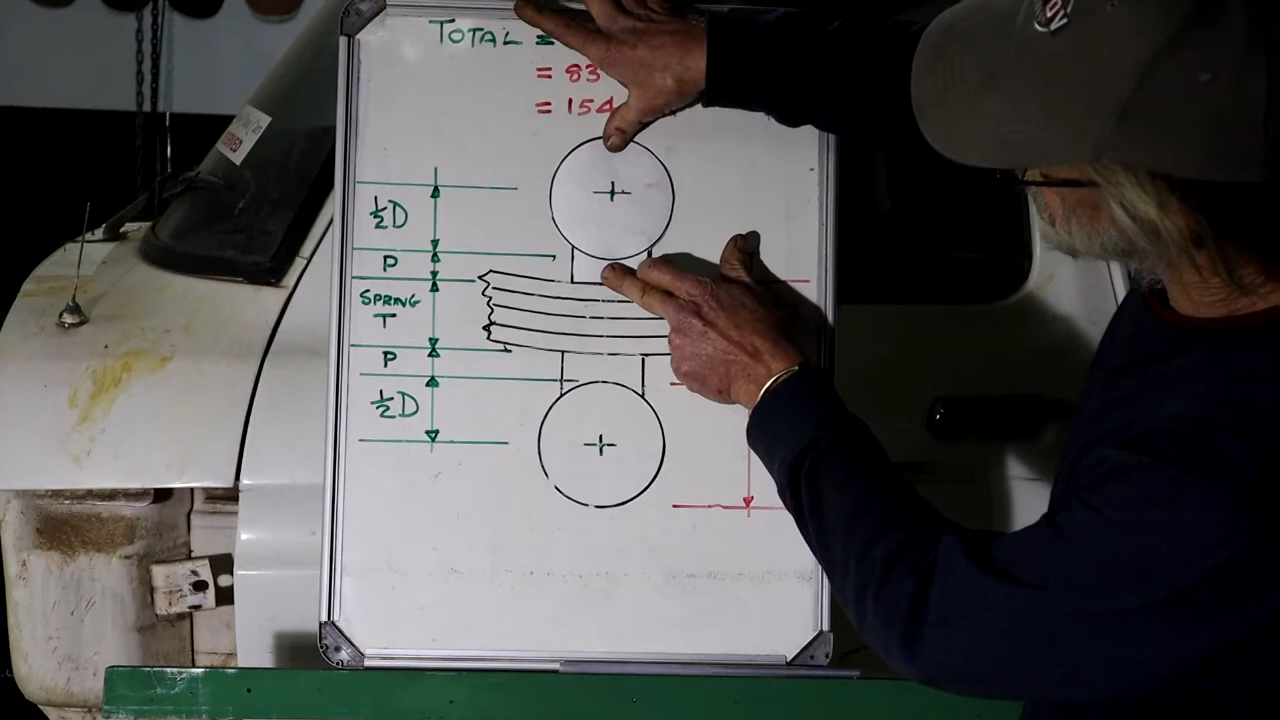 TOTAL =
= 83
= 154
½D
P
SPRING
T
P
½D